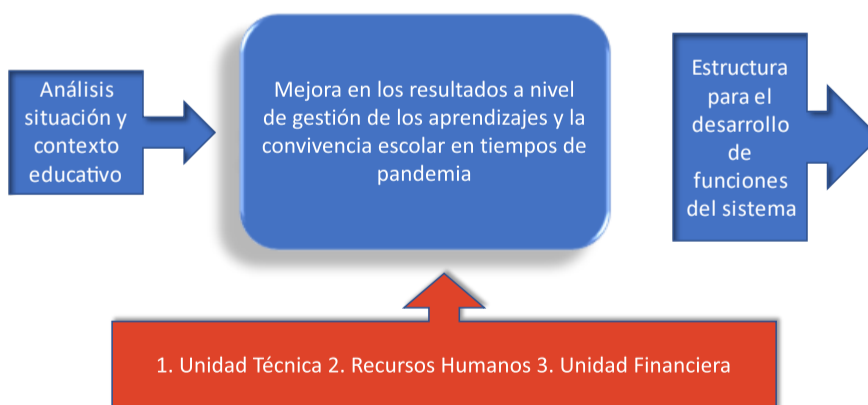 Análisis
situación y
contexto
educativo
Mejora en los resultados a nivel
de gestión de los aprendizajes y la
convivencia escolar en tiempos de
pandemia
Estructura
para el
desarrollo
de
funciones
del sistema
1. Unidad Técnica 2. Recursos Humanos 3. Unidad Financiera